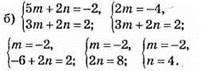 б) {5m + 2n = -2, {2m = -4,
{3m + 2n = 2; {3m + 2n = 2;
{m = -2, {m = -2, {m = -2,
{-6 + 2n = 2; {2n = 8; {n = 4.